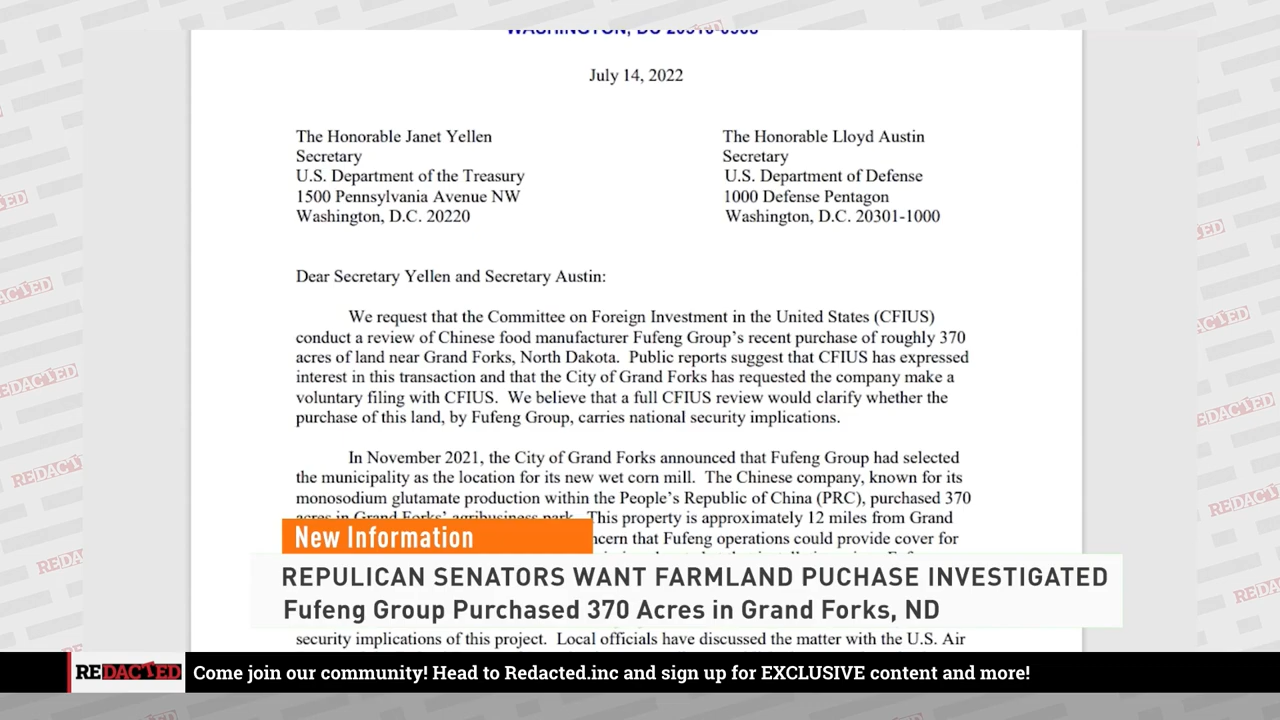 WASHINGTON, DC 20510-0908
July 14, 2022
The Honorable Janet Yellen
Secretary
U.S. Department of the Treasury
1500 Pennsylvania Avenue NW
Washington, D.C. 20220
The Honorable Lloyd Austin
Secretary
U.S. Department of Defense
1000 Defense Pentagon
Washington, D.C. 20301-1000
Dear Secretary Yellen and Secretary Austin:
We request that the Committee on Foreign Investment in the United States (CFIUS)
conduct a review of Chinese food manufacturer Fufeng Group's recent purchase of roughly 370
acres of land near Grand Forks, North Dakota. Public reports suggest that CFIUS has expressed
interest in this transaction and that the City of Grand Forks has requested the company make a
voluntary filing with CFIUS. We believe that a full CFIUS review would clarify whether the
purchase of this land, by Fufeng Group, carries national security implications.
In November 2021, the City of Grand Forks announced that Fufeng Group had selected
the municipality as the location for its new wet corn mill. The Chinese company, known for its
monosodium glutamate production within the People's Republic of China (PRC), purchased 370
acres in Grand Forks' agribusiness park. This property is approximately 12 miles from Grand
Fufeng operations could provide cover for
New Information
REPULICAN SENATORS WANT FARMLAND PUCHASE INVESTIGATED
Fufeng Group Purchased 370 Acres in Grand Forks, ND
security implications of this project. Local officials have discussed the matter with the U.S. Air
REDACTED
Come join our community! Head to Redacted.inc and sign up for EXCLUSIVE content and more!